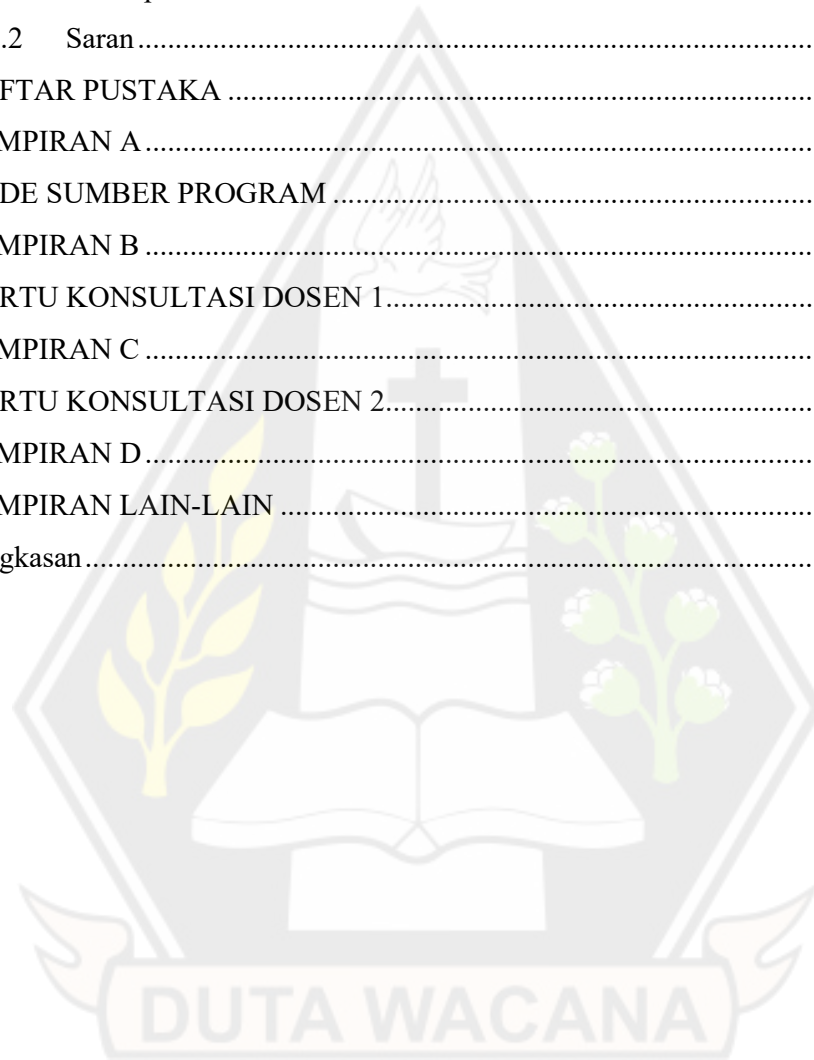 .2 Saran ........................................................................................
FTAR PUSTAKA ........................................................................................
MPIRAN A ........................................................................................
DE SUMBER PROGRAM ........................................................................................
MPIRAN B ........................................................................................
RTU KONSULTASI DOSEN 1 ........................................................................................
MPIRAN C ........................................................................................
RTU KONSULTASI DOSEN 2 ........................................................................................
MPIRAN D ........................................................................................
MPIRAN LAIN-LAIN ........................................................................................
gkasan ........................................................................................
DUTA WACANA